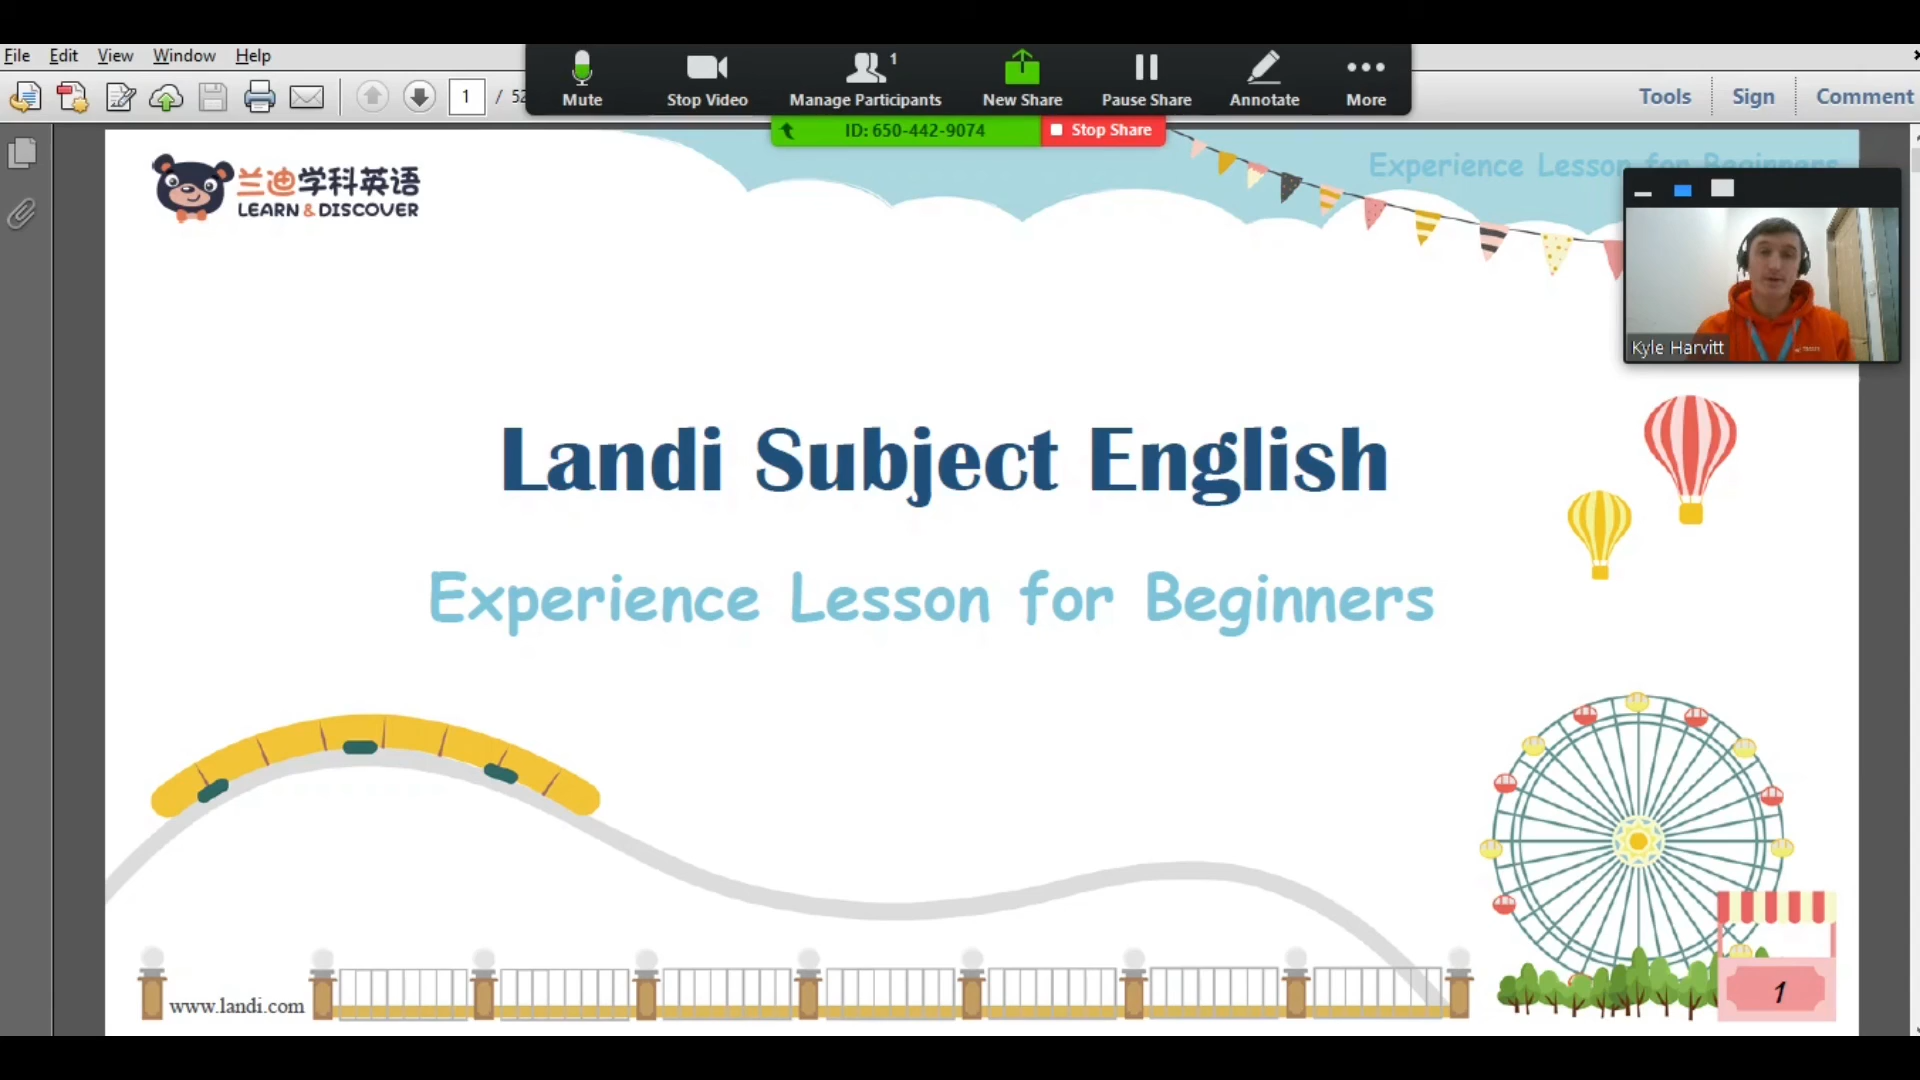 File Edit View Window Help
1 / 52
Mute Stop Video Manage Participants 1 New Share Pause Share Annotate More
Tools Sign Comment
ID: 650-442-9074 Stop Share
兰迪学科英语
LEARN & DISCOVER
Experience Lesson for Beginners
Kyle Harvitt
Landi Subject English
Experience Lesson for Beginners
www.landi.com
1